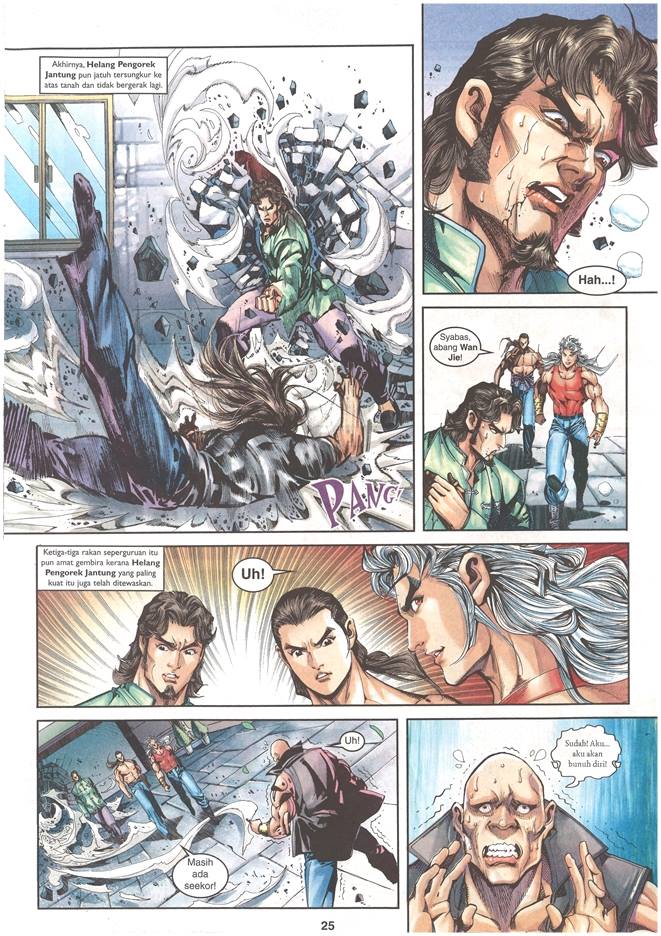 Akhirnya, Helang Pengorek
Jantung pun jatuh tersungkur ke
atas tanah dan tidak bergerak lagi.
PANG!
Hah...!
Syabas,
abang Wan
Jie!
Ketiga-tiga rakan seperguruan itu
pun amat gembira kerana Helang
Pengorek Jantung yang paling
kuat itu juga telah ditewaskan.
Uh!
Uh!
Masih
ada
seekor!
Sudah! Aku...
aku akan
bunuh diri!
25